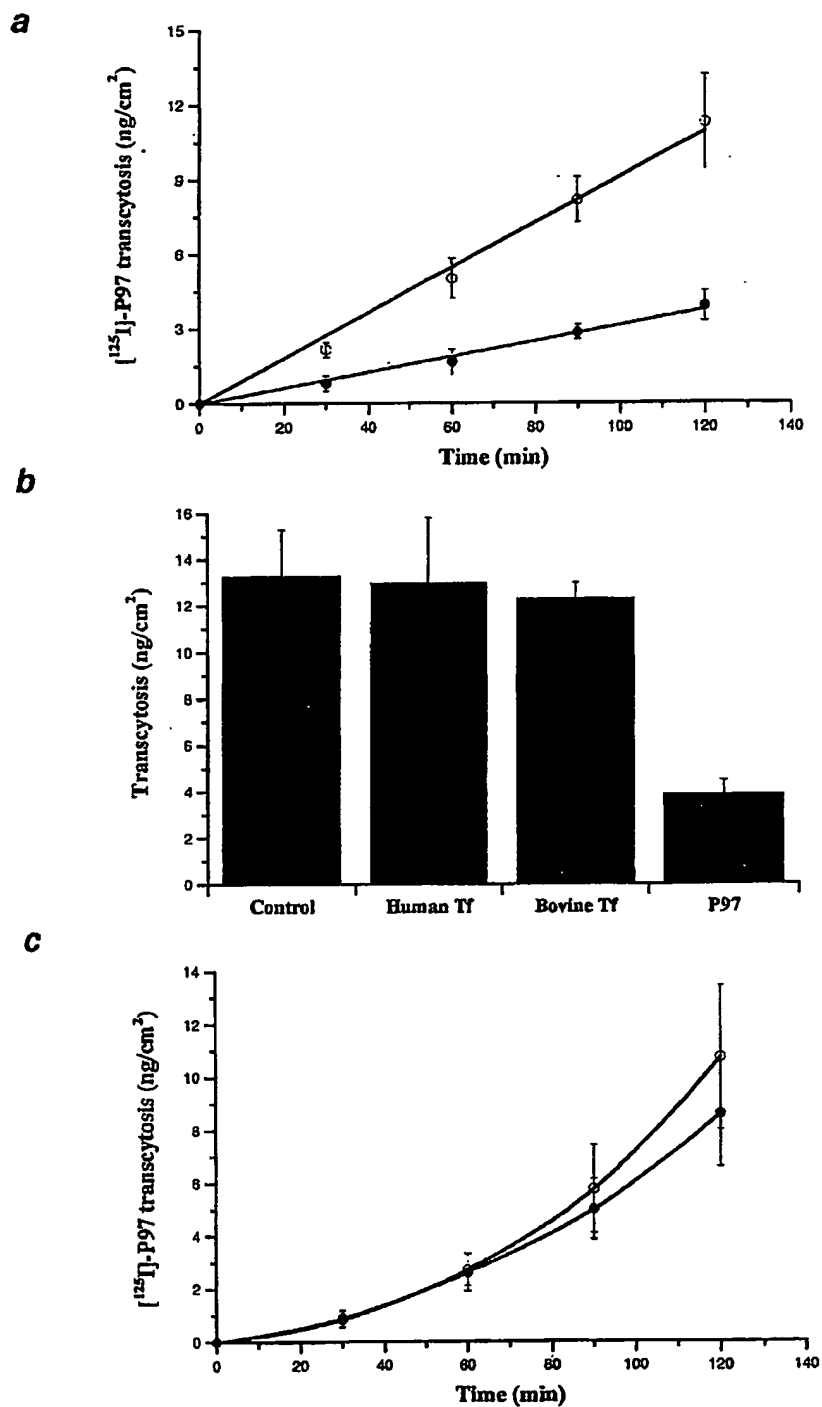 a
15
12
9
6
3
0
0 20 40 60 80 100 120 140
[¹²⁵I]-P97 transcytosis (ng/cm²)
Time (min)
b
16
14
12
10
8
6
4
2
0
Transcytosis (ng/cm²)
Control Human Tf Bovine Tf P97
c
14
12
10
8
6
4
2
0
0 20 40 60 80 100 120 140
[¹²⁵I]-P97 transcytosis (ng/cm²)
Time (min)